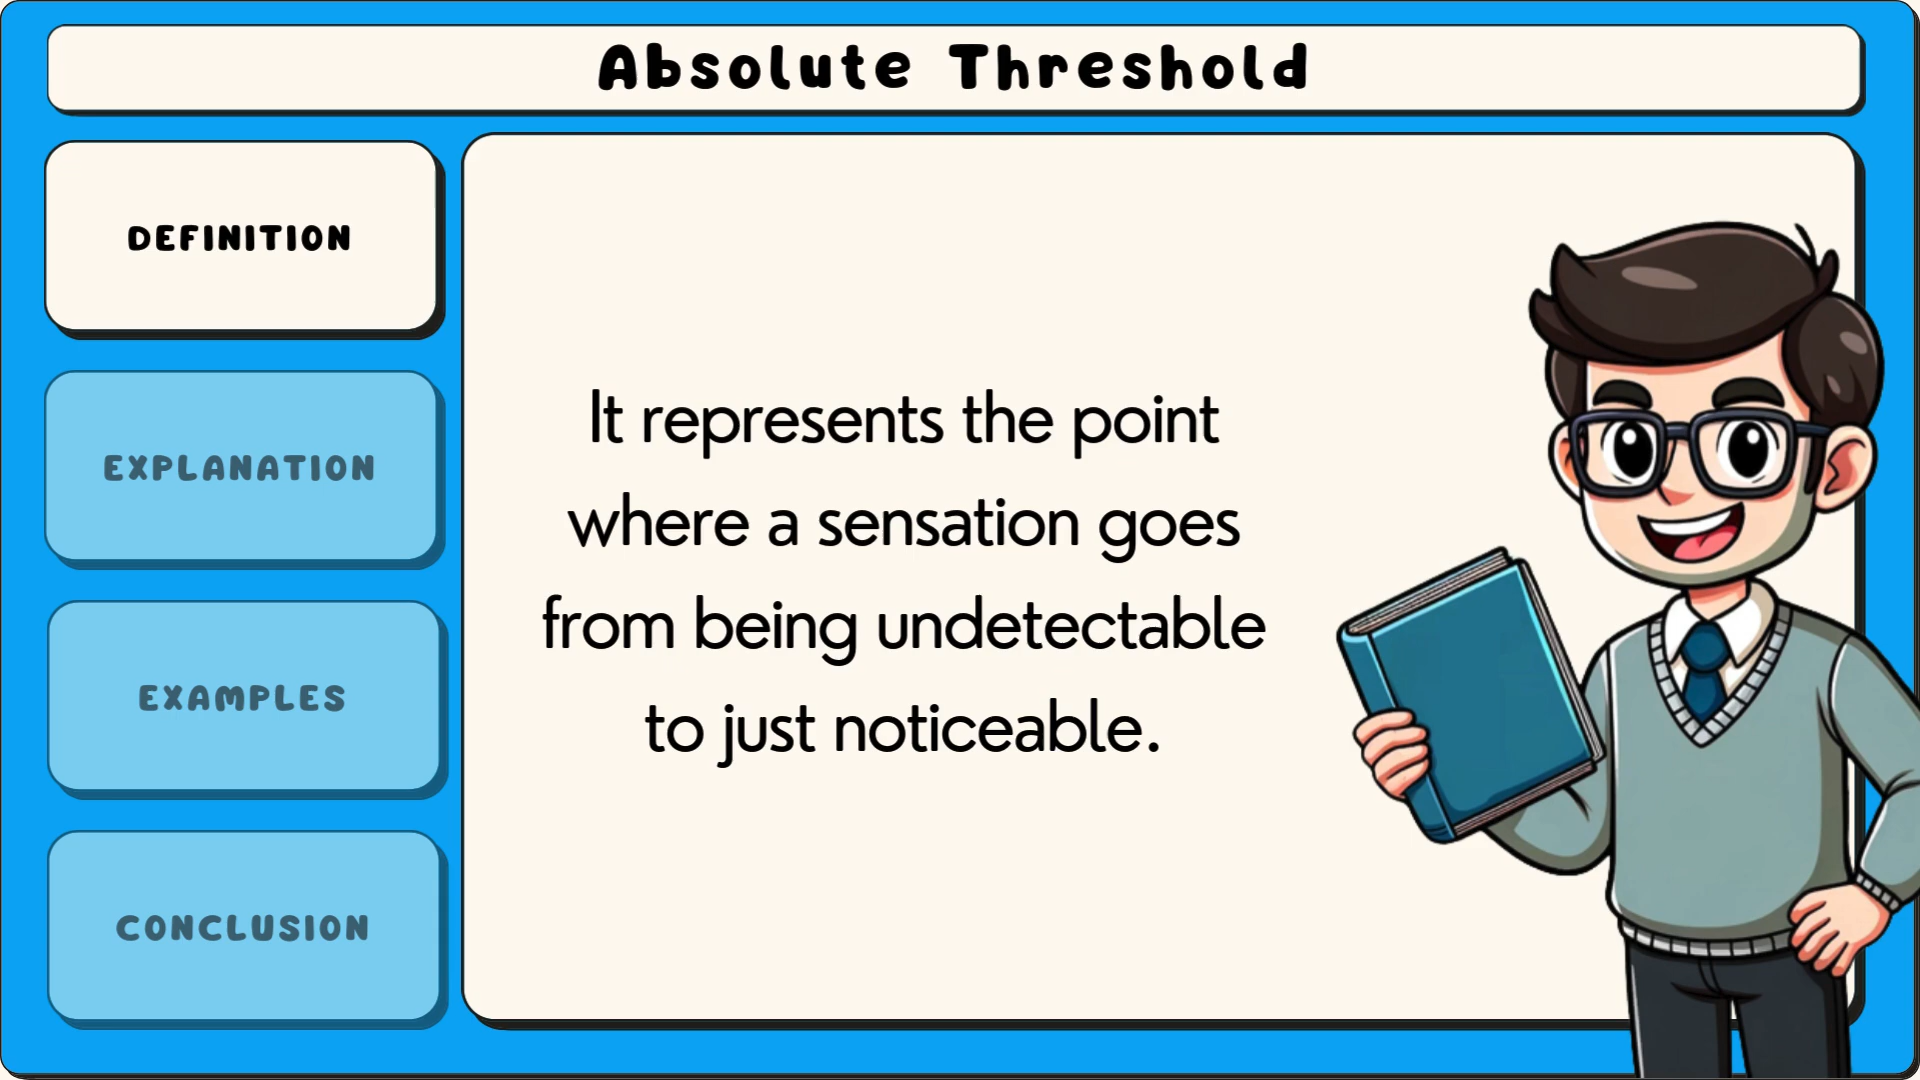 Absolute Threshold
DEFINITION
EXPLANATION
EXAMPLES
CONCLUSION
It represents the point
where a sensation goes
from being undetectable
to just noticeable.